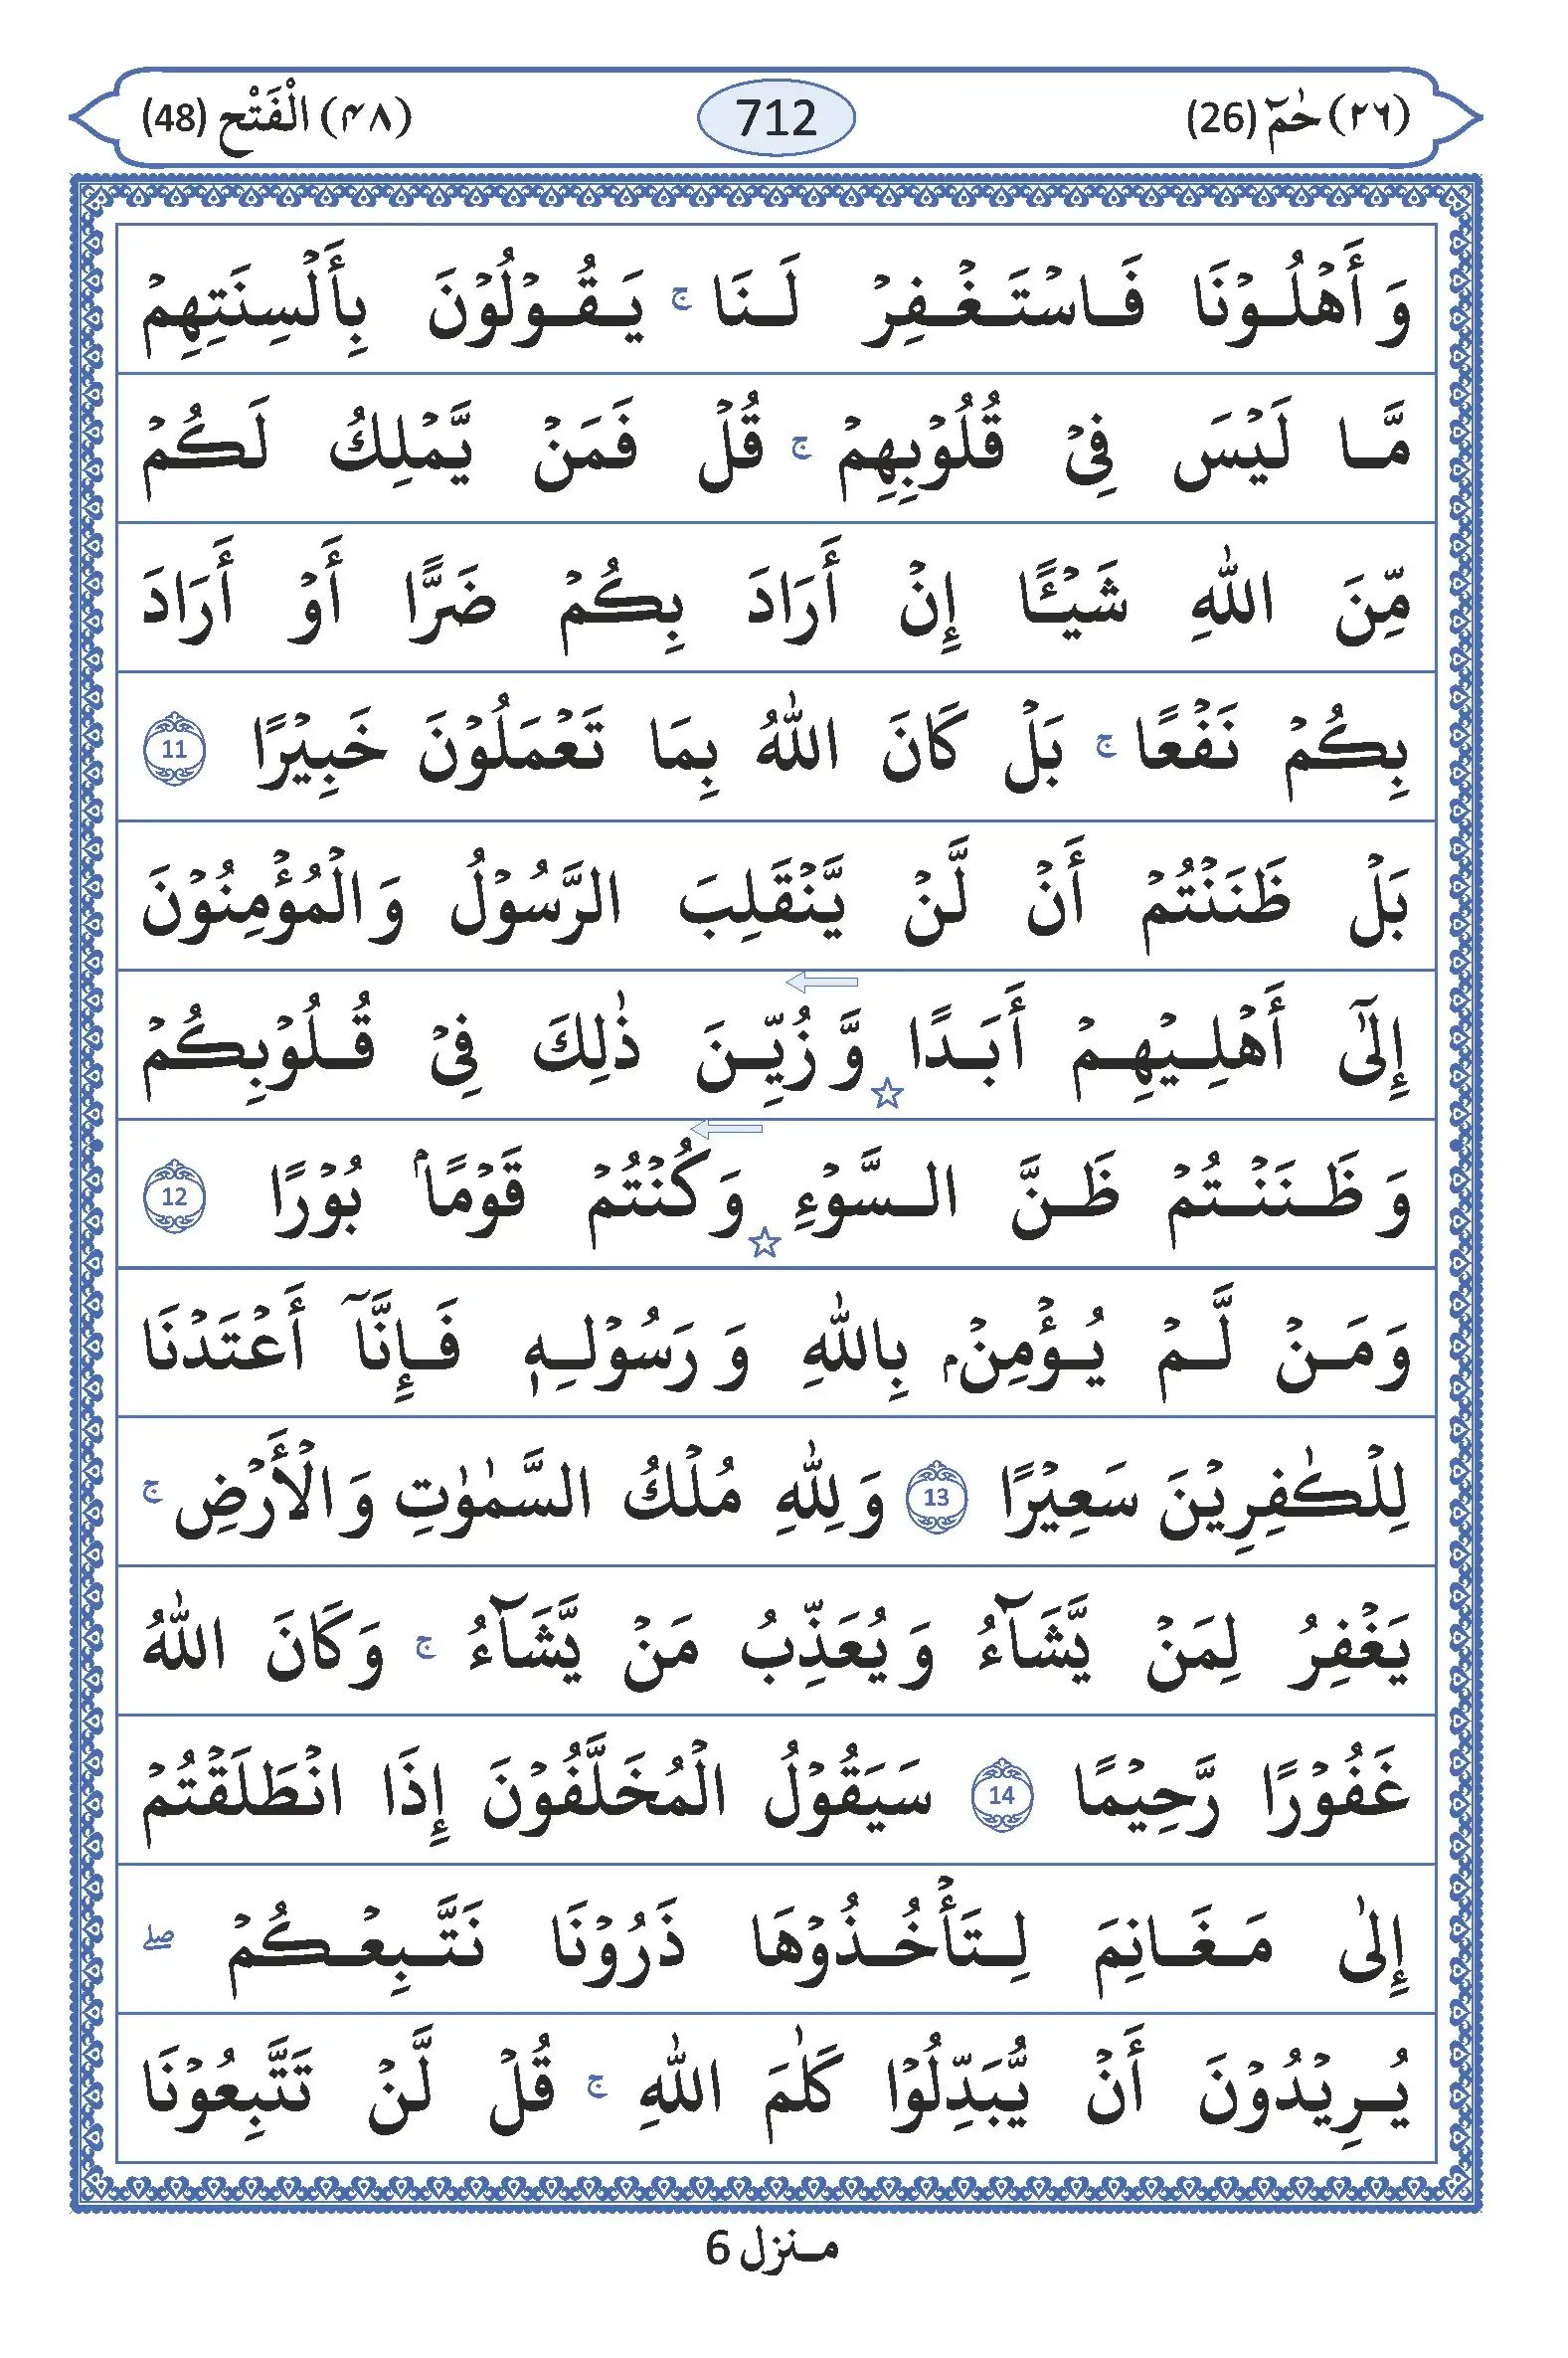 (٢٦) حٰمٓ (26) 712 (٤٨) الْفَتْح (48)
وَ أَهْلُوْنَا فَاسْتَغْفِرْ لَنَا ۚ يَقُوْلُوْنَ بِأَلْسِنَتِهِمْ
مَّا لَيْسَ فِيْ قُلُوْبِهِمْ ۚ قُلْ فَمَنْ يَّمْلِكُ لَكُمْ
مِّنَ اللّٰهِ شَيْـًٔا إِنْ أَرَادَ بِكُمْ ضَرًّا أَوْ أَرَادَ
بِكُمْ نَفْعًا ۚ بَلْ كَانَ اللّٰهُ بِمَا تَعْمَلُوْنَ خَبِيْرًا 11
بَلْ ظَنَنْتُمْ أَنْ لَّنْ يَّنْقَلِبَ الرَّسُوْلُ وَالْمُؤْمِنُوْنَ
إِلٰٓى أَهْلِيْهِمْ أَبَدًا ☆ وَّ زُيِّنَ ذٰلِكَ فِيْ قُلُوْبِكُمْ
وَ ظَنَنْتُمْ ظَنَّ السَّوْءِ ☆ وَكُنْتُمْ قَوْمًاۢ بُوْرًا 12
وَمَنْ لَّمْ يُؤْمِنْۢ بِاللّٰهِ وَ رَسُوْلِهٖ فَإِنَّآ أَعْتَدْنَا
لِلْكٰفِرِيْنَ سَعِيْرًا 13 وَ لِلّٰهِ مُلْكُ السَّمٰوٰتِ وَالْأَرْضِ ۚ
يَغْفِرُ لِمَنْ يَّشَآءُ وَ يُعَذِّبُ مَنْ يَّشَآءُ ۚ وَكَانَ اللّٰهُ
غَفُوْرًا رَّحِيْمًا 14 سَيَقُوْلُ الْمُخَلَّفُوْنَ إِذَا انْطَلَقْتُمْ
إِلٰى مَغَانِمَ لِتَأْخُذُوْهَا ذَرُوْنَا نَتَّبِعْكُمْ ۖ
يُرِيْدُوْنَ أَنْ يُّبَدِّلُوْا كَلٰمَ اللّٰهِ ۚ قُلْ لَّنْ تَتَّبِعُوْنَا
منزل 6